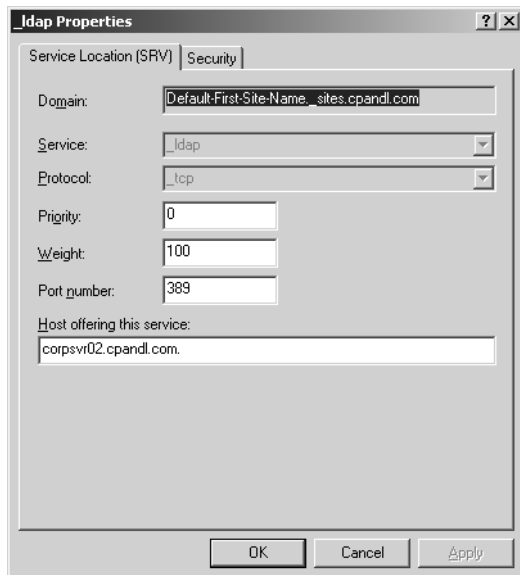 _ldap Properties
Service Location (SRV) Security
Domain: Default-First-Site-Name._sites.cpandl.com
Service: _ldap
Protocol: _tcp
Priority: 0
Weight: 100
Port number: 389
Host offering this service:
corpsvr02.cpandl.com.
OK Cancel Apply